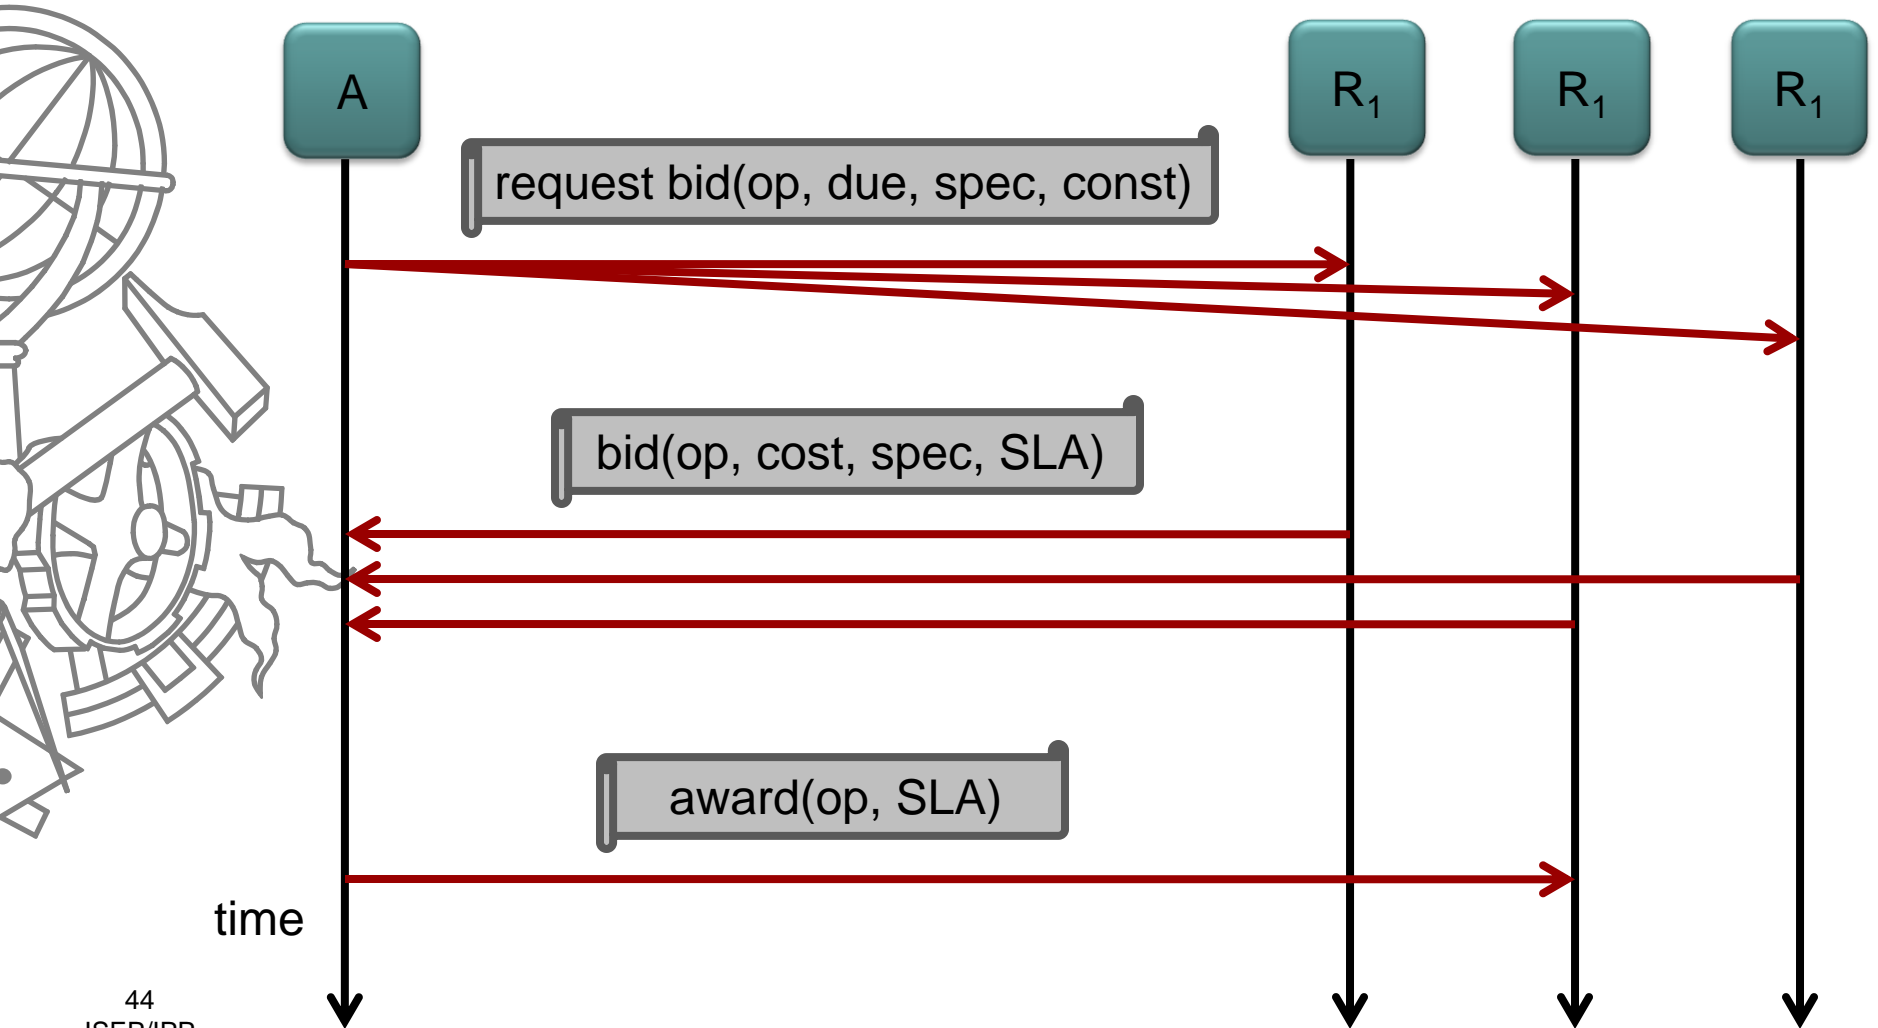 A
R₁
R₁
R₁
request bid(op, due, spec, const)
bid(op, cost, spec, SLA)
award(op, SLA)
time
44